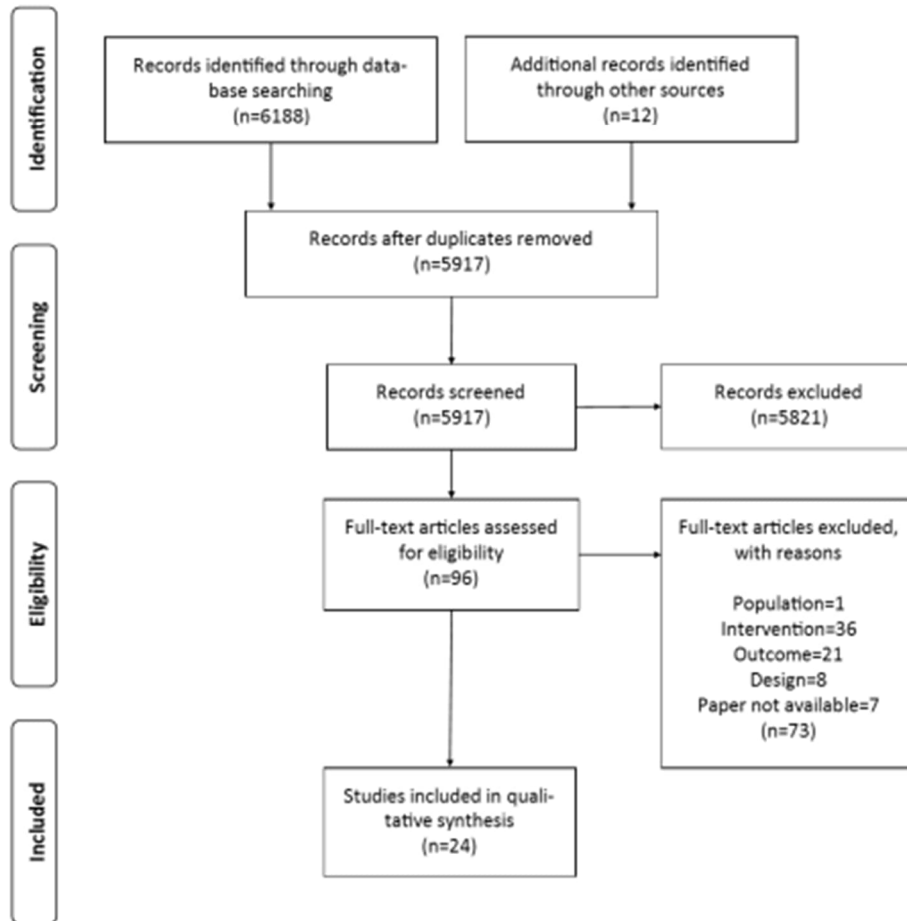 Identification
Records identified through data-
base searching
(n=6188)
Additional records identified
through other sources
(n=12)
Records after duplicates removed
(n=5917)
Screening
Records screened
(n=5917)
Records excluded
(n=5821)
Eligibility
Full-text articles assessed
for eligibility
(n=96)
Full-text articles excluded,
with reasons
Population=1
Intervention=36
Outcome=21
Design=8
Paper not available=7
(n=73)
Included
Studies included in quali-
tative synthesis
(n=24)